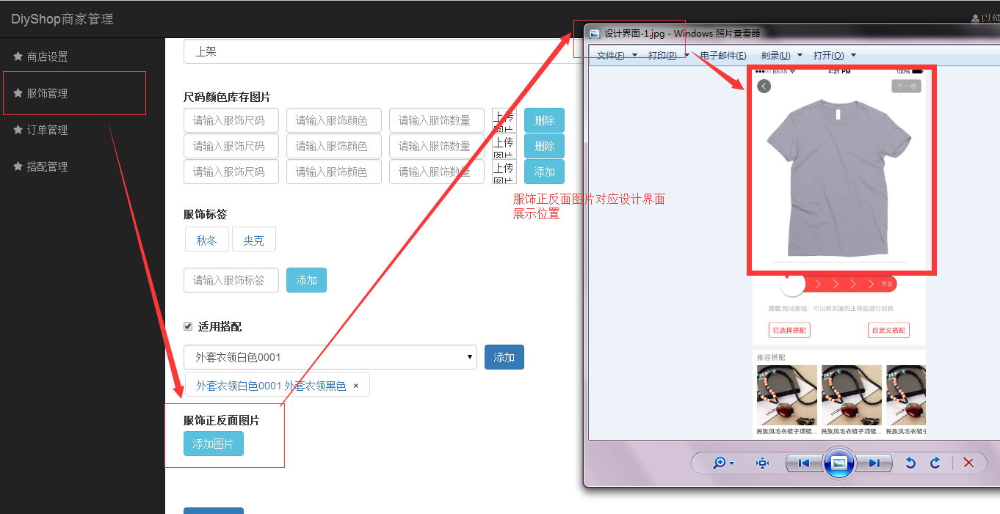 DiyShop商家管理
以纯
商店设置
服饰管理
订单管理
搭配管理
上架
尺码颜色库存图片
请输入服饰尺码 请输入服饰颜色 请输入服饰数量 上传图片 删除
请输入服饰尺码 请输入服饰颜色 请输入服饰数量 上传图片 删除
请输入服饰尺码 请输入服饰颜色 请输入服饰数量 上传图片 添加
服饰标签
秋冬 夹克
请输入服饰标签 添加
适用搭配
外套衣领白色0001 添加
外套衣领白色0001 外套衣领黑色 ×
服饰正反面图片
添加图片
服饰正反面图片对应设计界面
展示位置
设计界面-1.jpg - Windows 照片查看器
文件(F) 打印(P) 电子邮件(E) 刻录(U) 打开(O)
BEAN 4:21 PM 100%
下一步
背面
提醒:拖动按钮，可以将衣服的正背面进行切换
已选择搭配 自定义搭配
推荐搭配
民族风毛衣链子项链... 民族风毛衣链子项链... 民族风毛衣链子